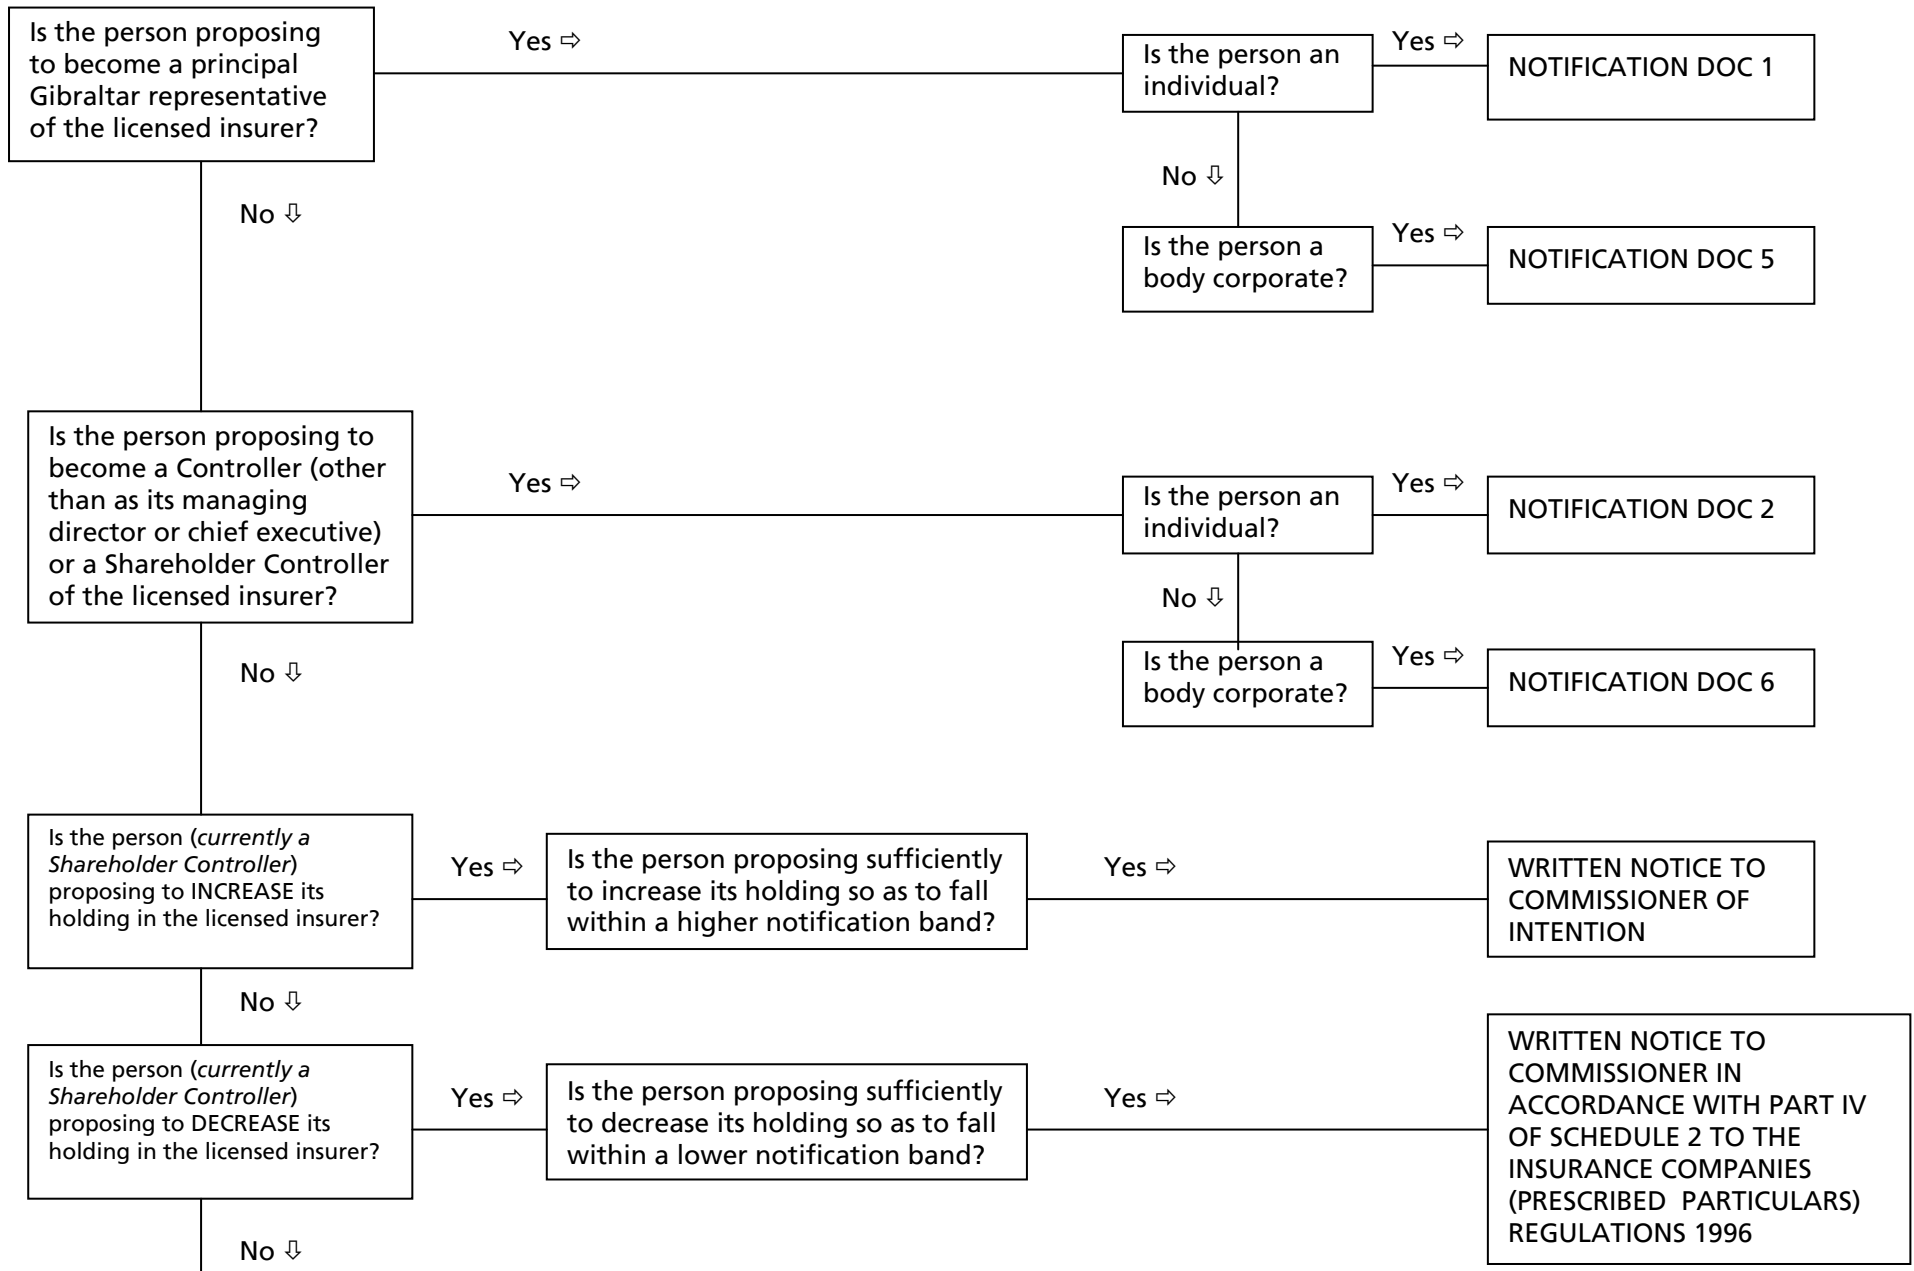 Is the person proposing
to become a principal
Gibraltar representative
of the licensed insurer?
Yes ⇨
Is the person an
individual?
Yes ⇨
NOTIFICATION DOC 1
No ⇩
Is the person a
body corporate?
Yes ⇨
NOTIFICATION DOC 5
No ⇩
Is the person proposing to
become a Controller (other
than as its managing
director or chief executive)
or a Shareholder Controller
of the licensed insurer?
Yes ⇨
Is the person an
individual?
Yes ⇨
NOTIFICATION DOC 2
No ⇩
Is the person a
body corporate?
Yes ⇨
NOTIFICATION DOC 6
No ⇩
Is the person (currently a
Shareholder Controller)
proposing to INCREASE its
holding in the licensed insurer?
Yes ⇨
Is the person proposing sufficiently
to increase its holding so as to fall
within a higher notification band?
Yes ⇨
WRITTEN NOTICE TO
COMMISSIONER OF
INTENTION
No ⇩
Is the person (currently a
Shareholder Controller)
proposing to DECREASE its
holding in the licensed insurer?
Yes ⇨
Is the person proposing sufficiently
to decrease its holding so as to fall
within a lower notification band?
Yes ⇨
WRITTEN NOTICE TO
COMMISSIONER IN
ACCORDANCE WITH PART IV
OF SCHEDULE 2 TO THE
INSURANCE COMPANIES
(PRESCRIBED PARTICULARS)
REGULATIONS 1996
No ⇩